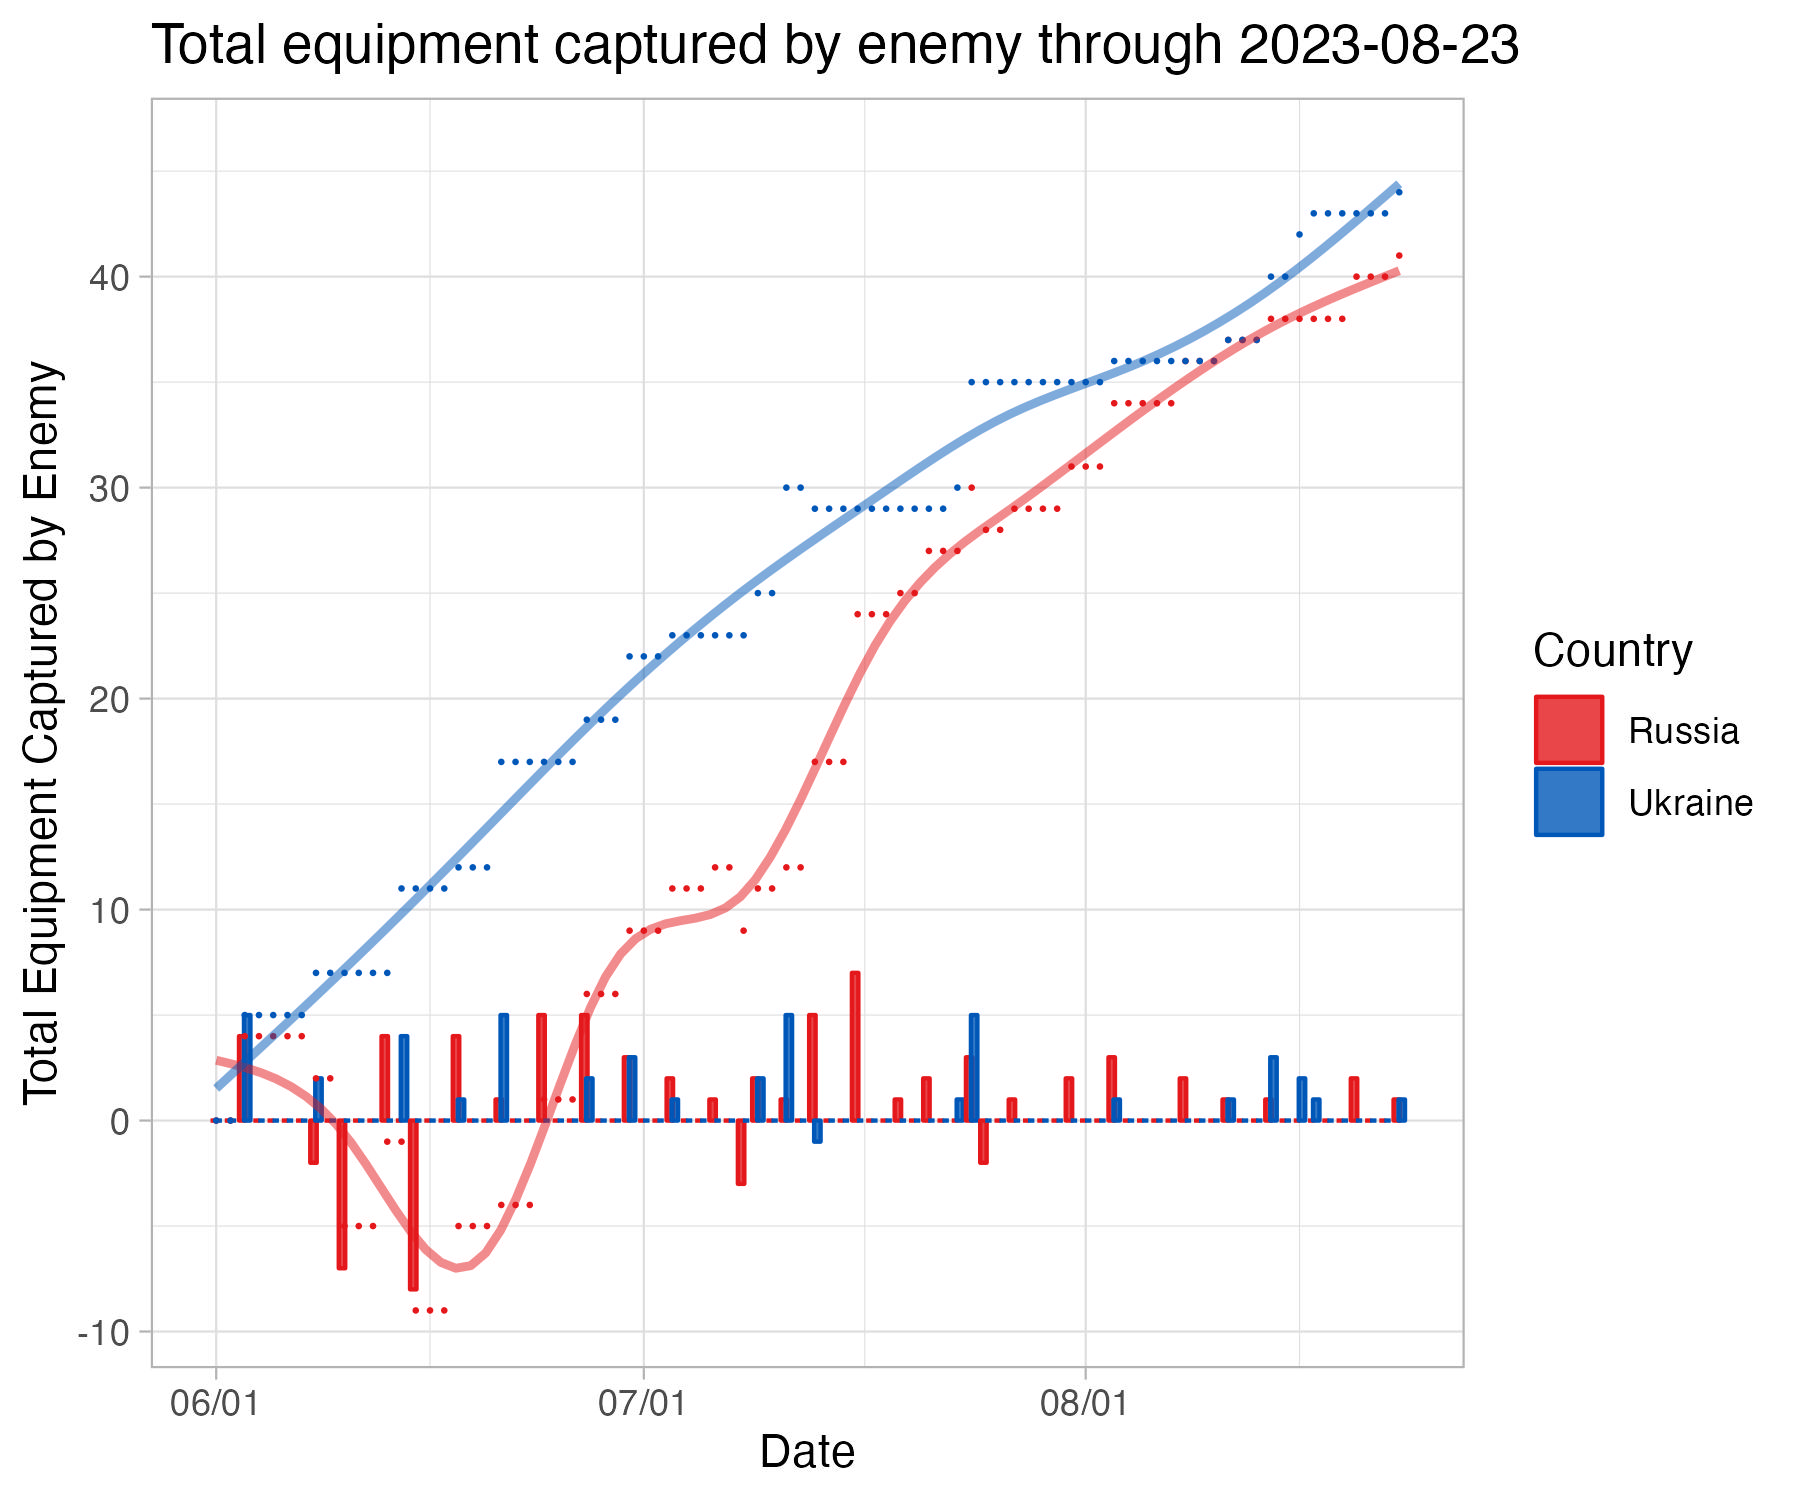 Total equipment captured by enemy through 2023-08-23
Total Equipment Captured by Enemy
40
30
20
10
0
-10
06/01
07/01
08/01
Date
Country
Russia
Ukraine